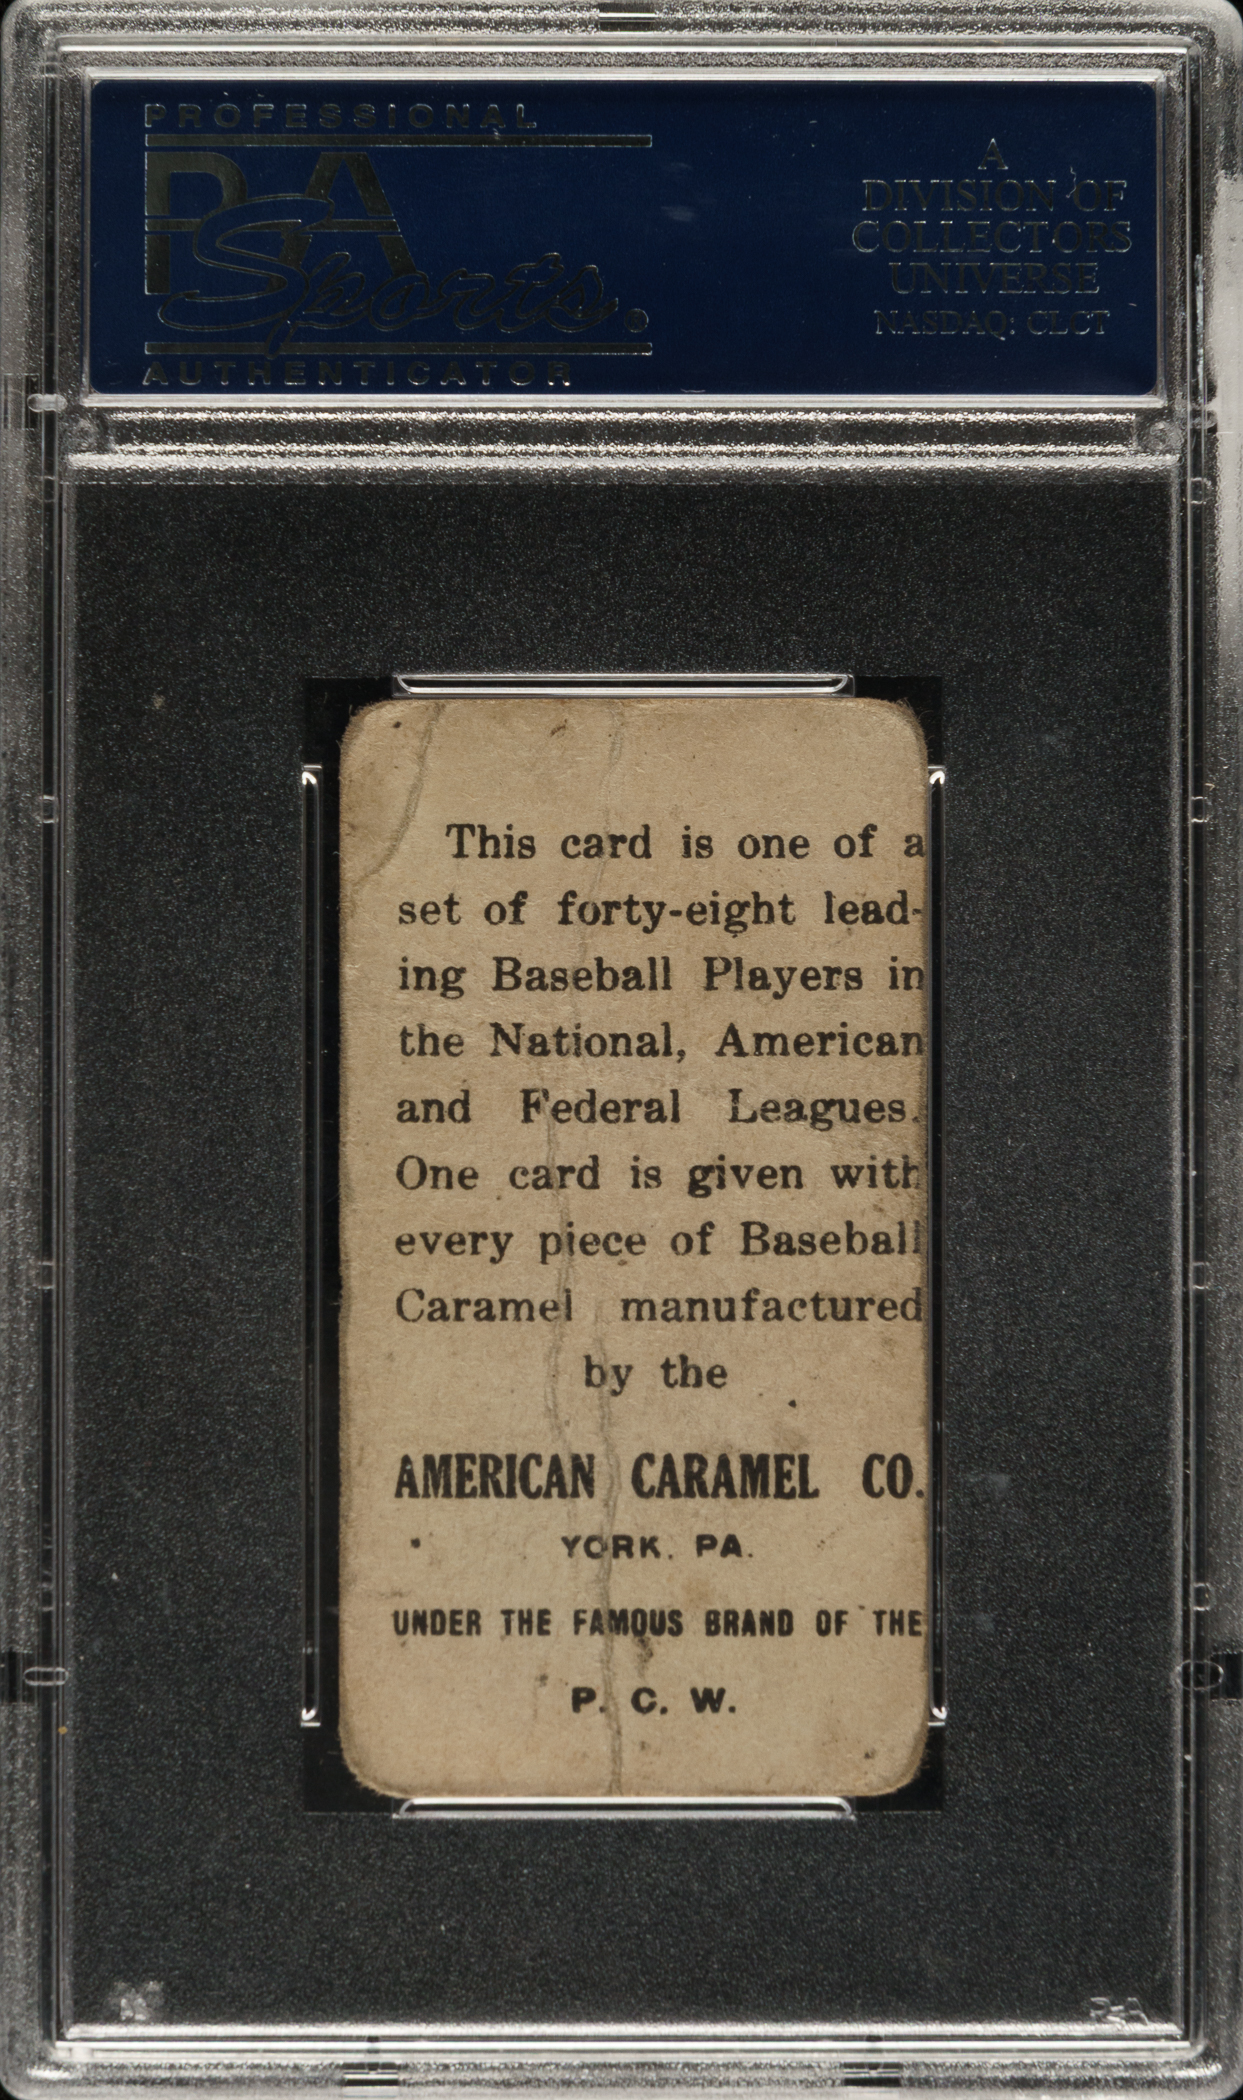 PROFESSIONAL
PSA
Sports®
AUTHENTICATOR
A
DIVISION OF
COLLECTORS
UNIVERSE
NASDAQ: CLCT
This card is one of a
set of forty-eight lead-
ing Baseball Players in
the National, American
and Federal Leagues.
One card is given with
every piece of Baseball
Caramel manufactured
by the
AMERICAN CARAMEL CO.
YORK, PA.
UNDER THE FAMOUS BRAND OF THE
P. C. W.
PSA